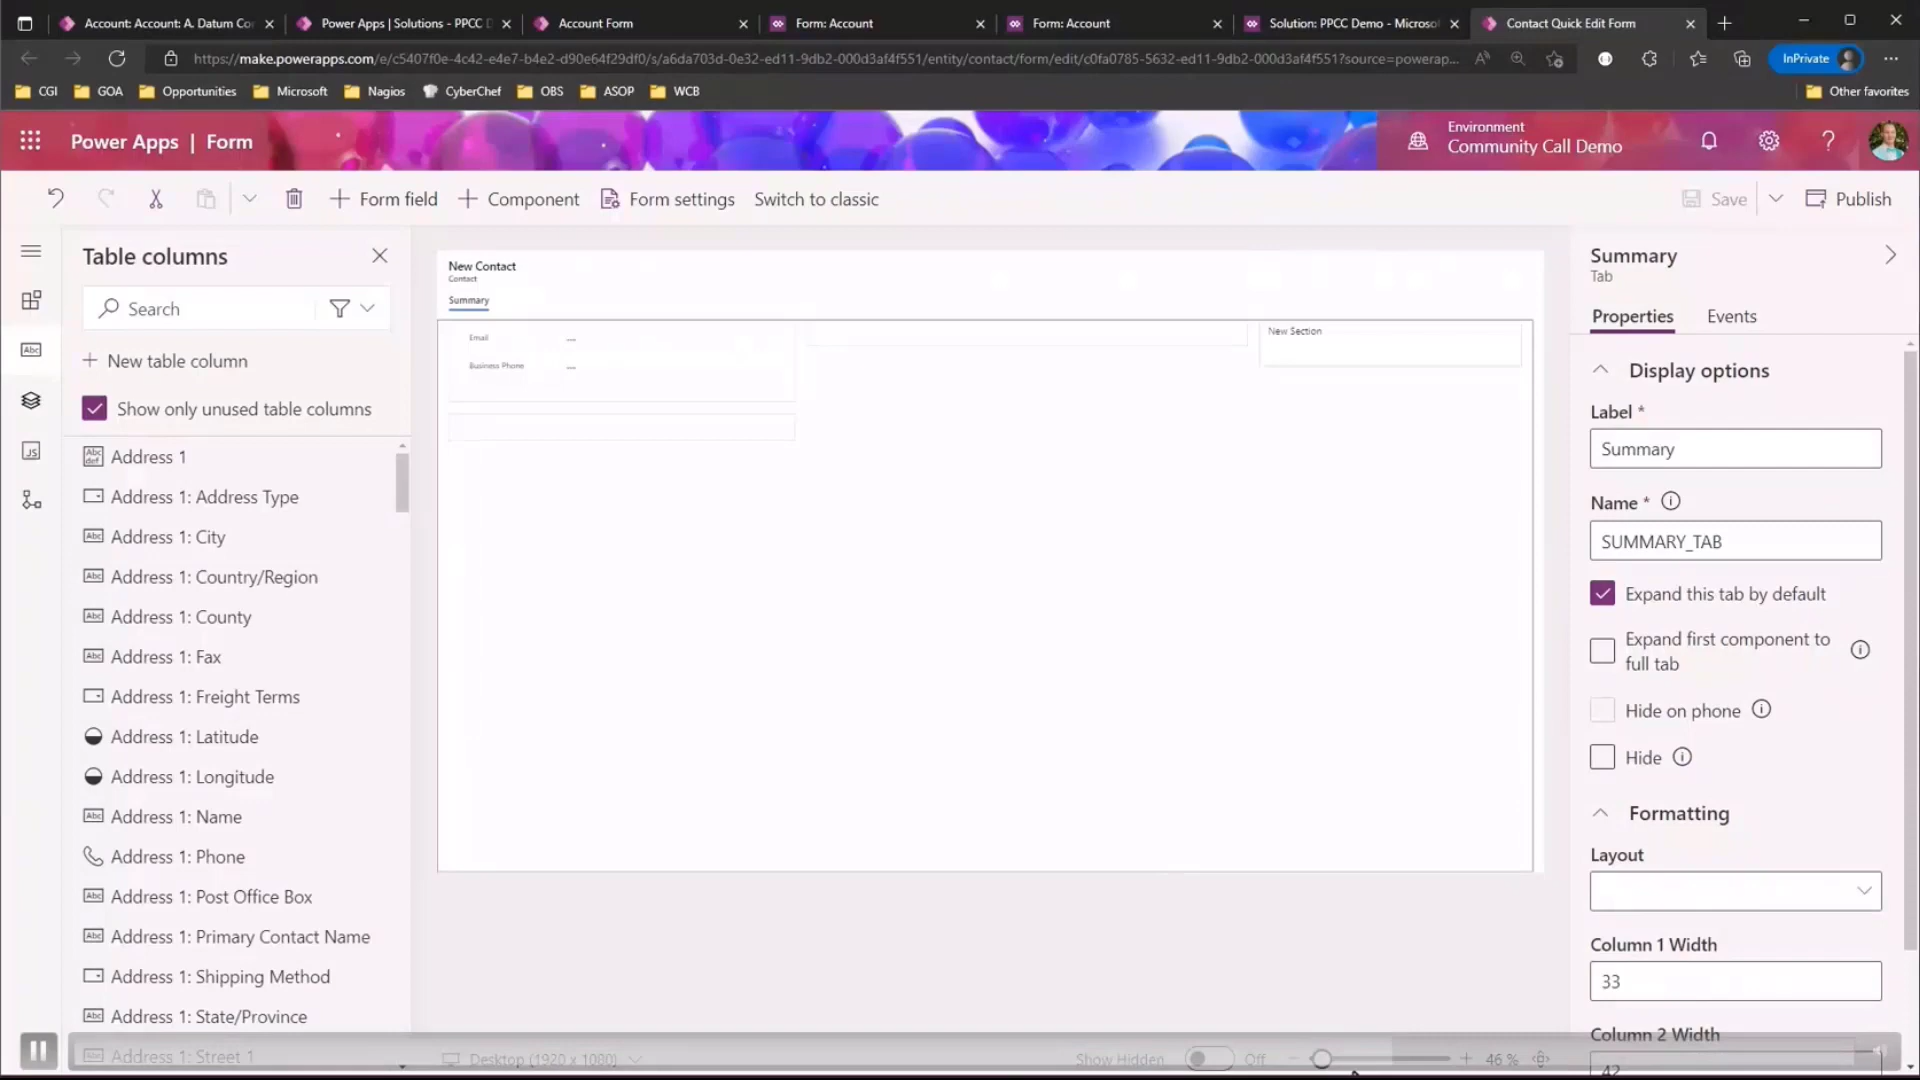 Account: Account: A. Datum Co
Power Apps | Solutions - PPCC D
Account Form
Form: Account
Form: Account
Solution: PPCC Demo - Microso
Contact Quick Edit Form
https://make.powerapps.com/e/c5407f0e-4c42-e4e7-b4e2-d90e64f29df0/s/a6da703d-0e32-ed11-9db2-000d3af4f551/entity/contact/form/edit/c0fa0785-5632-ed11-9db2-000d3af4f551?source=powerap...
InPrivate
CGI
GOA
Opportunities
Microsoft
Nagios
CyberChef
OBS
ASOP
WCB
Other favorites
Power Apps | Form
Environment
Community Call Demo
Form field
Component
Form settings
Switch to classic
Save
Publish
Table columns
Search
New table column
Show only unused table columns
Address 1
Address 1: Address Type
Address 1: City
Address 1: Country/Region
Address 1: County
Address 1: Fax
Address 1: Freight Terms
Address 1: Latitude
Address 1: Longitude
Address 1: Name
Address 1: Phone
Address 1: Post Office Box
Address 1: Primary Contact Name
Address 1: Shipping Method
Address 1: State/Province
Address 1: Street 1
New Contact
Contact
Summary
Email ---
Business Phone ---
New Section
Desktop (1920 x 1080)
Show Hidden
Off
46 %
Summary
Tab
Properties
Events
Display options
Label *
Summary
Name *
SUMMARY_TAB
Expand this tab by default
Expand first component to
full tab
Hide on phone
Hide
Formatting
Layout
Column 1 Width
33
Column 2 Width
42